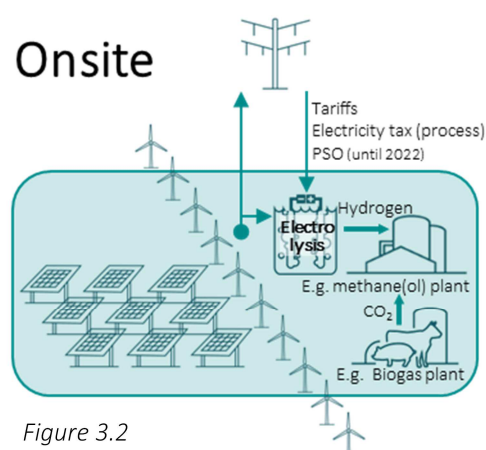 Onsite
Tariffs
Electricity tax (process)
PSO (until 2022)
Electro
lysis
Hydrogen
E.g. methane(ol) plant
CO₂
E.g. Biogas plant
Figure 3.2